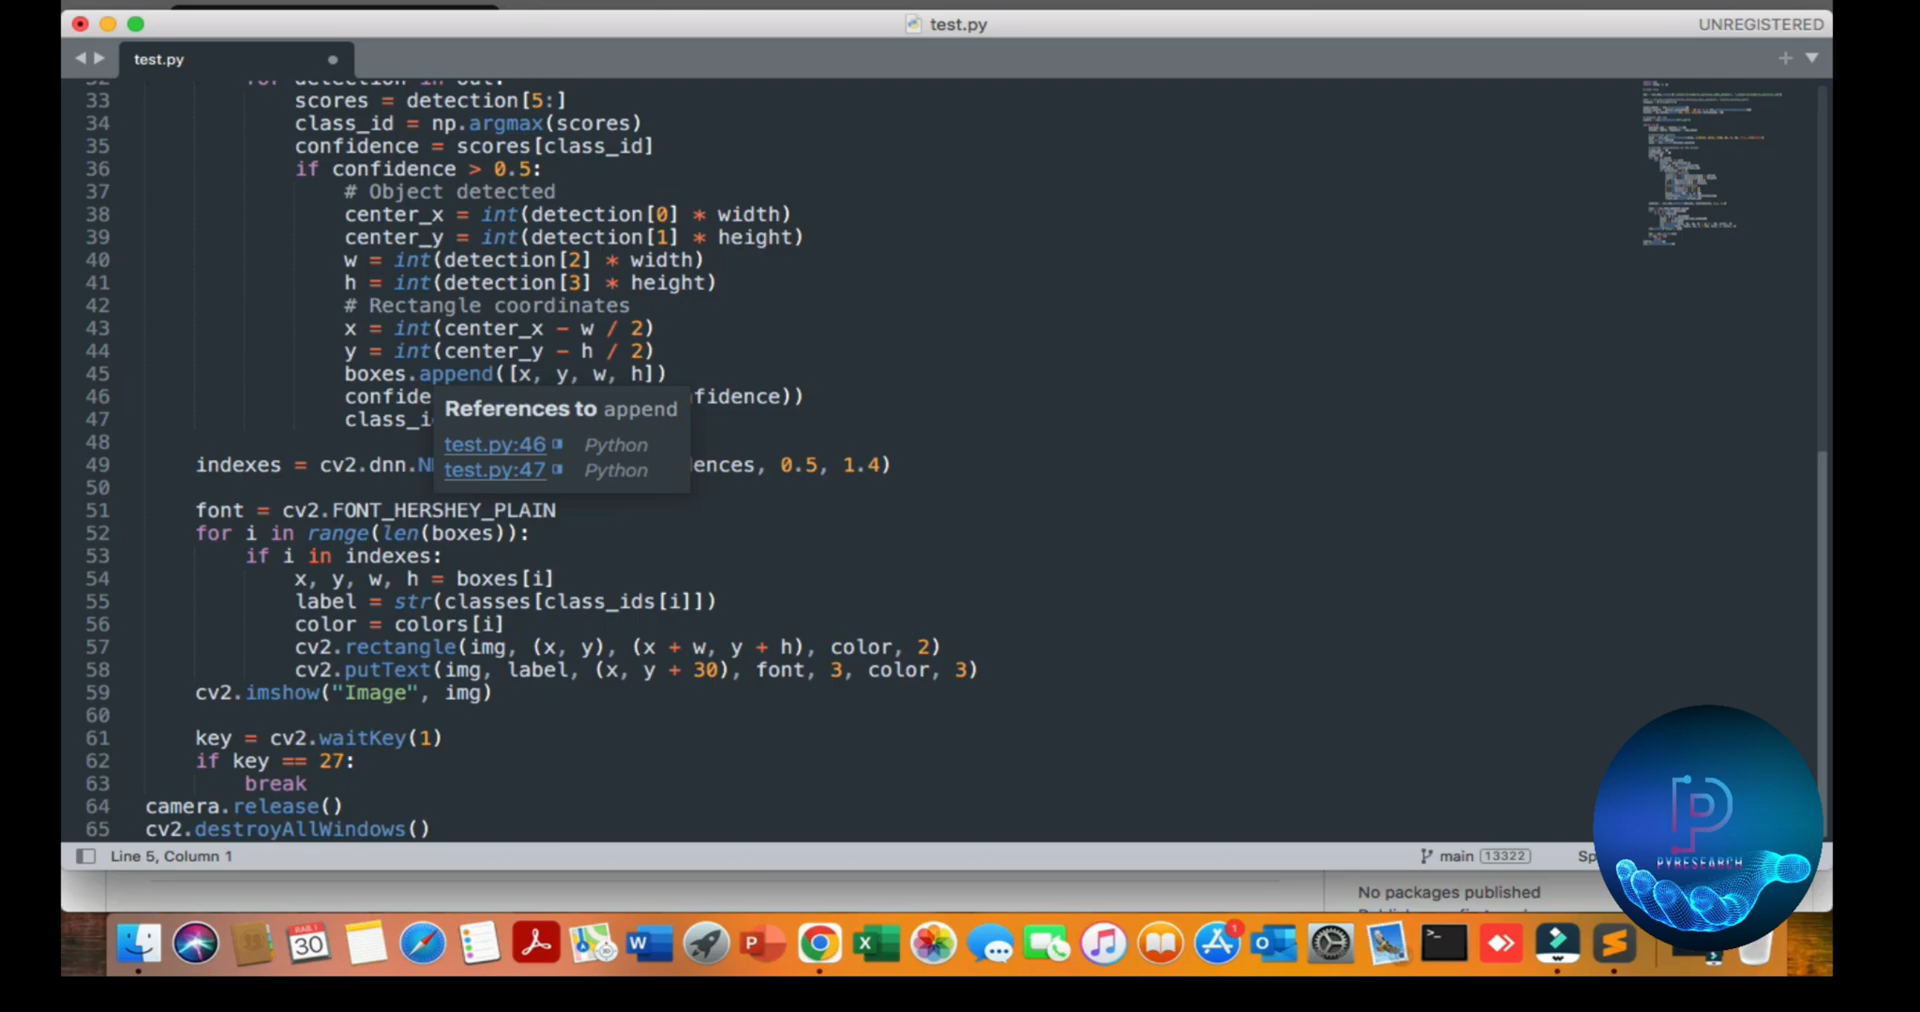 test.py
UNREGISTERED
test.py
33 scores = detection[5:]
34 class_id = np.argmax(scores)
35 confidence = scores[class_id]
36 if confidence > 0.5:
37 # Object detected
38 center_x = int(detection[0] * width)
39 center_y = int(detection[1] * height)
40 w = int(detection[2] * width)
41 h = int(detection[3] * height)
42 # Rectangle coordinates
43 x = int(center_x - w / 2)
44 y = int(center_y - h / 2)
45 boxes.append([x, y, w, h])
46 confide fidence))
47 class_i
References to append
test.py:46 Python
test.py:47 Python
48
49 indexes = cv2.dnn.N ences, 0.5, 1.4)
50
51 font = cv2.FONT_HERSHEY_PLAIN
52 for i in range(len(boxes)):
53 if i in indexes:
54 x, y, w, h = boxes[i]
55 label = str(classes[class_ids[i]])
56 color = colors[i]
57 cv2.rectangle(img, (x, y), (x + w, y + h), color, 2)
58 cv2.putText(img, label, (x, y + 30), font, 3, color, 3)
59 cv2.imshow("Image", img)
60
61 key = cv2.waitKey(1)
62 if key == 27:
63 break
64 camera.release()
65 cv2.destroyAllWindows()
Line 5, Column 1
main 13322
Sp
PYRESEARCH
No packages published
30
W
P
X
1
O
>_